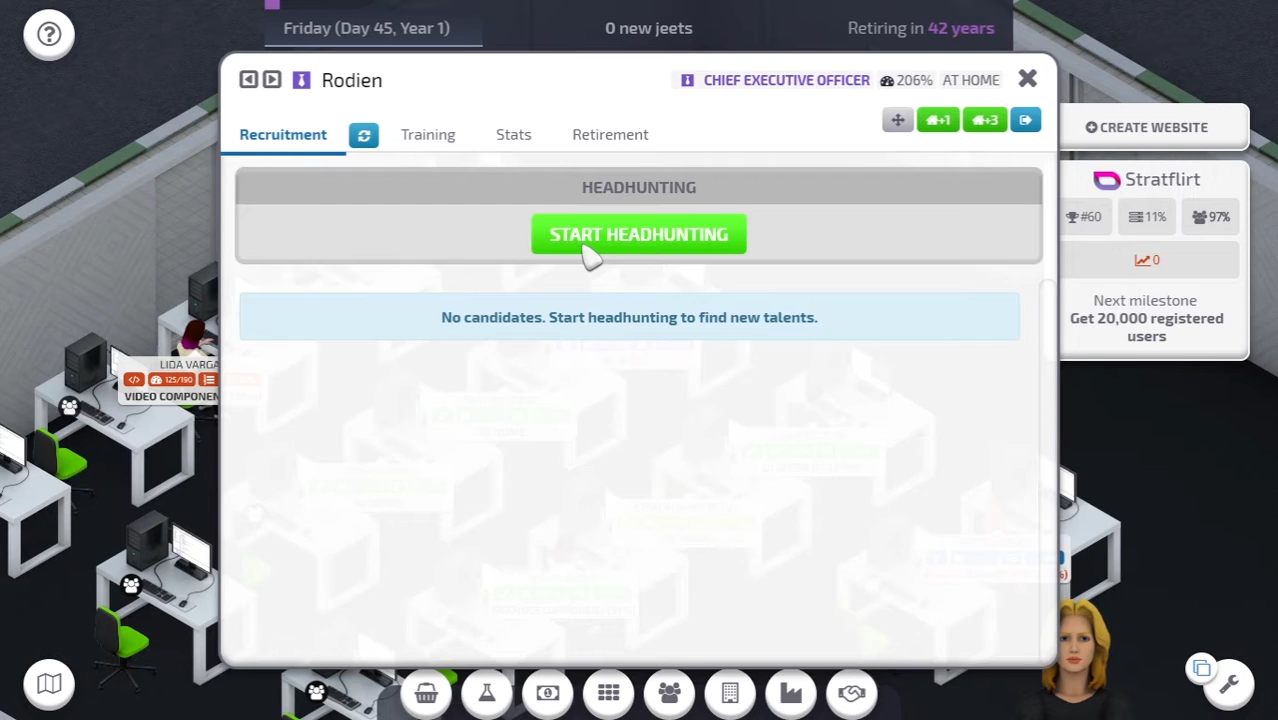 Friday (Day 45, Year 1)
0 new jeets
Retiring in 42 years
Rodien
CHIEF EXECUTIVE OFFICER
206%
AT HOME
Recruitment
Training
Stats
Retirement
+1
+3
HEADHUNTING
START HEADHUNTING
No candidates. Start headhunting to find new talents.
CREATE WEBSITE
Stratflirt
#60
11%
97%
0
Next milestone
Get 20,000 registered
users
LIDA VARGA
125/190
VIDEO COMPONEN